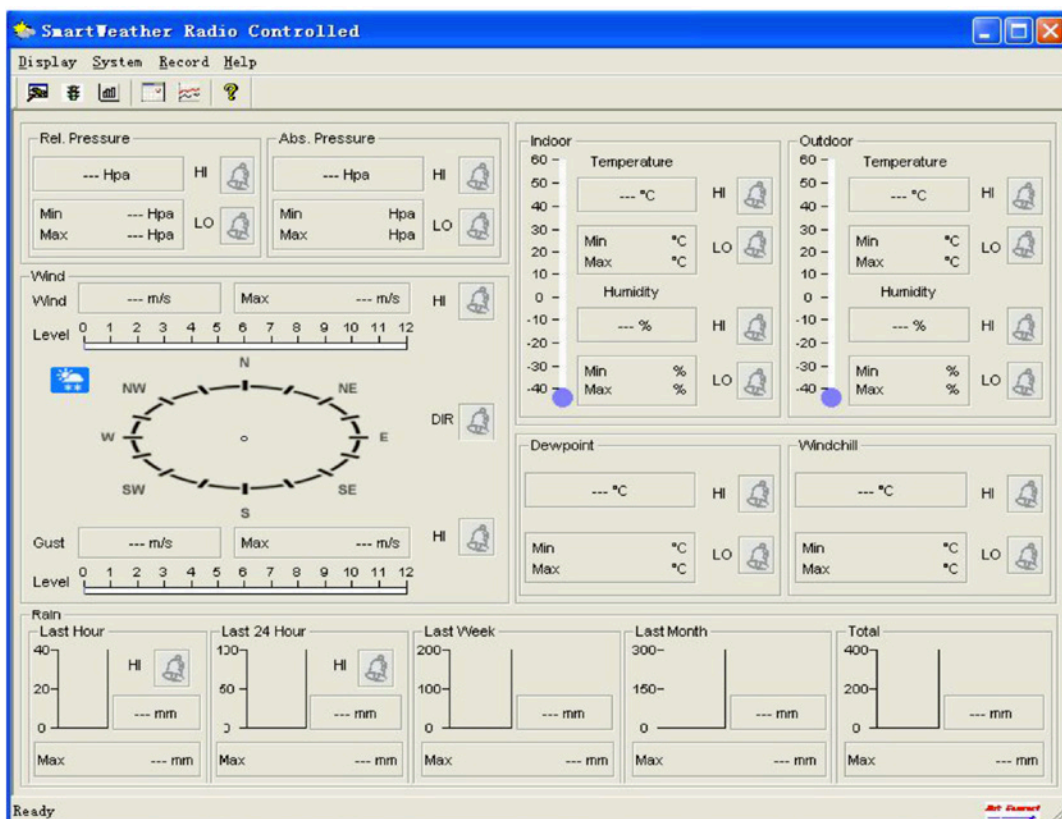 SmartWeather Radio Controlled
Display System Record Help
Rel. Pressure
--- Hpa HI
Min --- Hpa
Max --- Hpa
LO
Abs. Pressure
--- Hpa HI
Min Hpa
Max Hpa
LO
Wind
Wind --- m/s Max --- m/s HI
Level 0 1 2 3 4 5 6 7 8 9 10 11 12
N
NW NE
W E
SW SE
S
DIR
Gust --- m/s Max --- m/s HI
Level 0 1 2 3 4 5 6 7 8 9 10 11 12
Indoor
60
50
40
30
20
10
0
-10
-20
-30
-40
Temperature
--- °C HI
Min °C
Max °C
LO
Humidity
--- % HI
Min %
Max %
LO
Outdoor
60
50
40
30
20
10
0
-10
-20
-30
-40
Temperature
--- °C HI
Min °C
Max °C
LO
Humidity
--- % HI
Min %
Max %
LO
Dewpoint
--- °C HI
Min °C
Max °C
LO
Windchill
--- °C HI
Min °C
Max °C
LO
Rain
Last Hour
40
20
0
HI
--- mm
Max --- mm
Last 24 Hour
100
50
0
HI
--- mm
Max --- mm
Last Week
200
100
0
--- mm
Max --- mm
Last Month
300
150
0
--- mm
Max --- mm
Total
400
200
0
--- mm
Max --- mm
Ready